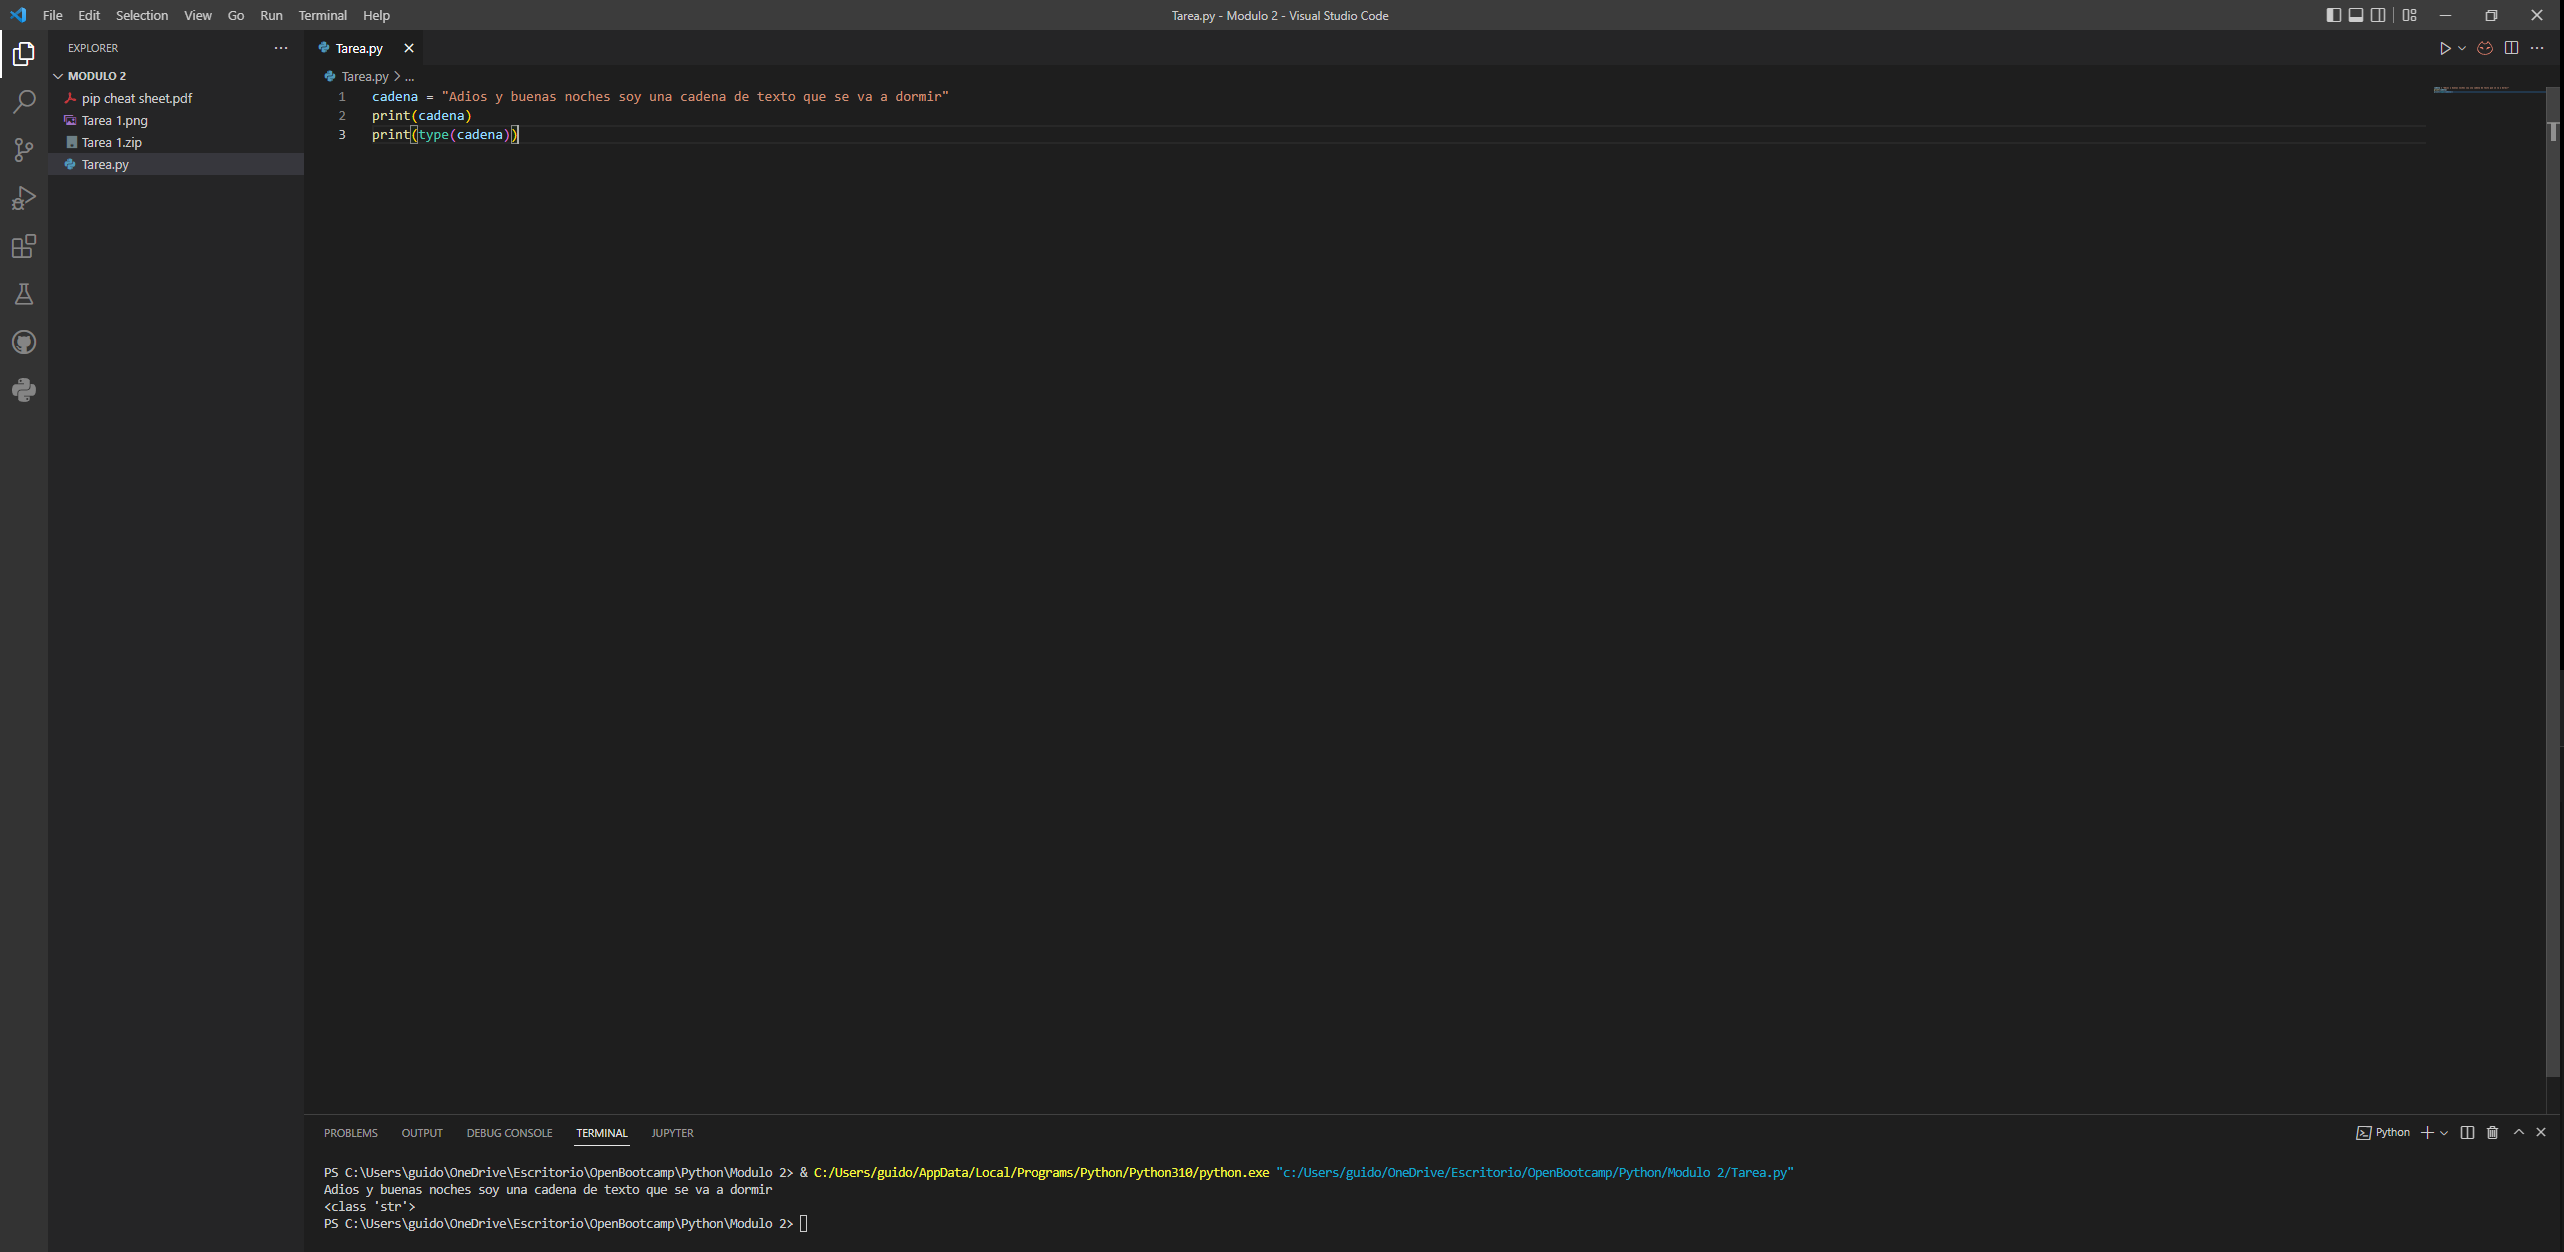 File Edit Selection View Go Run Terminal Help
Tarea.py - Modulo 2 - Visual Studio Code
EXPLORER
MODULO 2
pip cheat sheet.pdf
Tarea 1.png
Tarea 1.zip
Tarea.py
Tarea.py
Tarea.py > ...
1 cadena = "Adios y buenas noches soy una cadena de texto que se va a dormir"
2 print(cadena)
3 print(type(cadena))
PROBLEMS OUTPUT DEBUG CONSOLE TERMINAL JUPYTER
Python
PS C:\Users\guido\OneDrive\Escritorio\OpenBootcamp\Python\Modulo 2> & C:/Users/guido/AppData/Local/Programs/Python/Python310/python.exe "c:/Users/guido/OneDrive/Escritorio/OpenBootcamp/Python/Modulo 2/Tarea.py"
Adios y buenas noches soy una cadena de texto que se va a dormir
<class 'str'>
PS C:\Users\guido\OneDrive\Escritorio\OpenBootcamp\Python\Modulo 2>